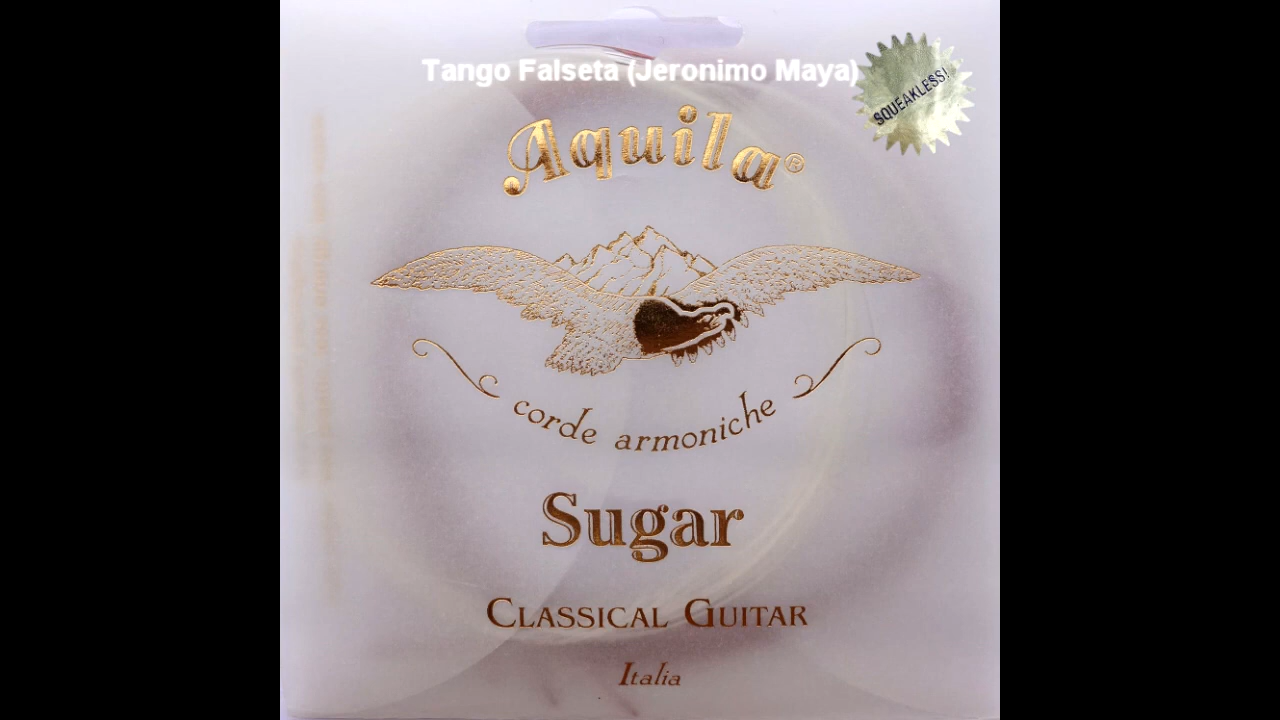 Tango Falseta (Jeronimo Maya)
SQUEAKLESS!
Aquila®
corde armoniche
Sugar
CLASSICAL GUITAR
Italia